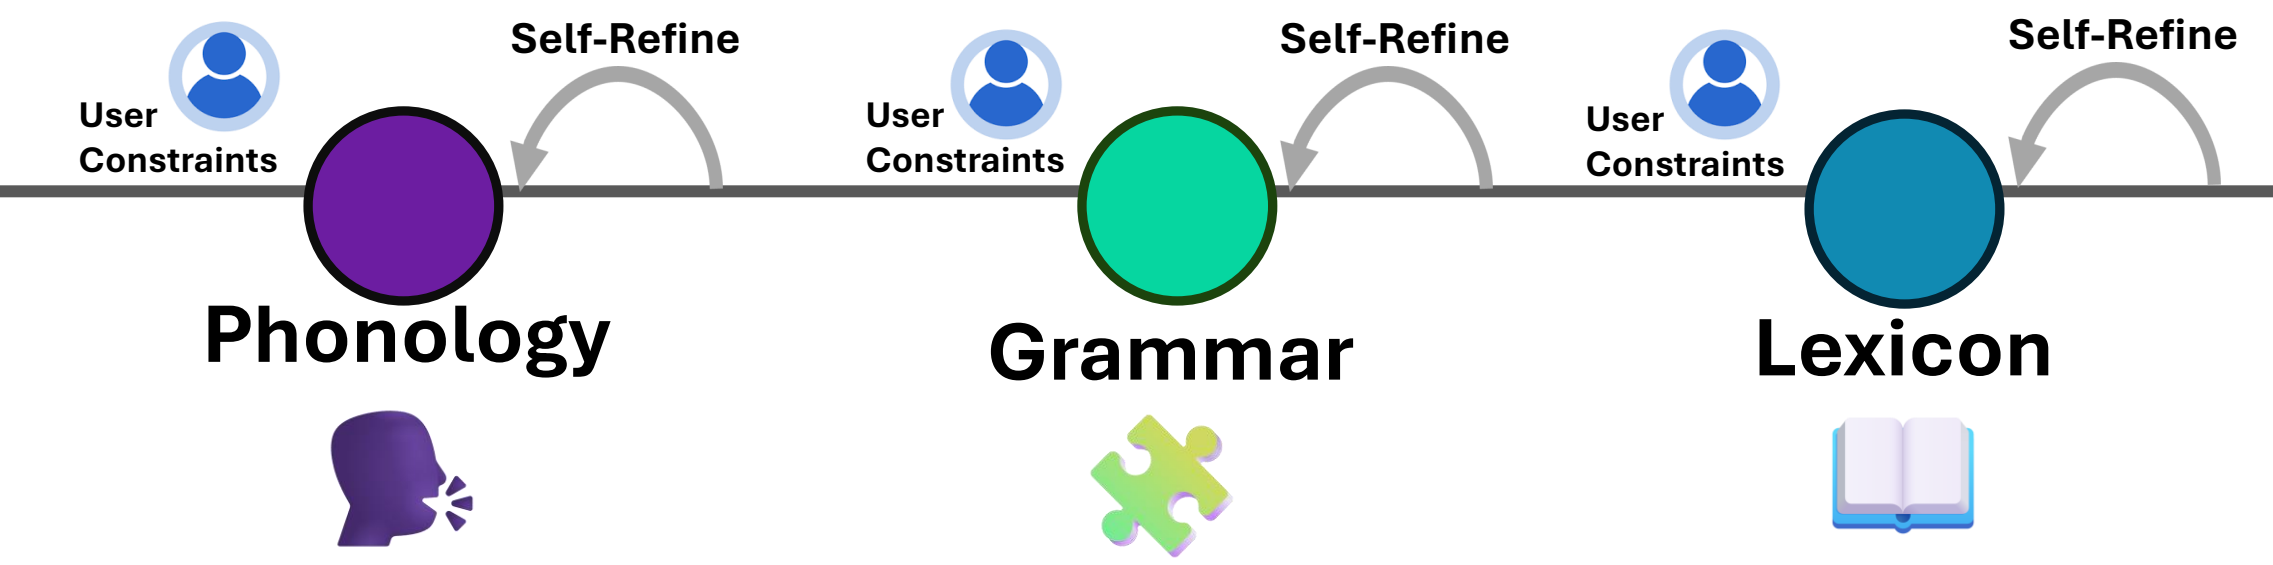 Self-Refine
User
Constraints
Phonology
Self-Refine
User
Constraints
Grammar
Self-Refine
User
Constraints
Lexicon